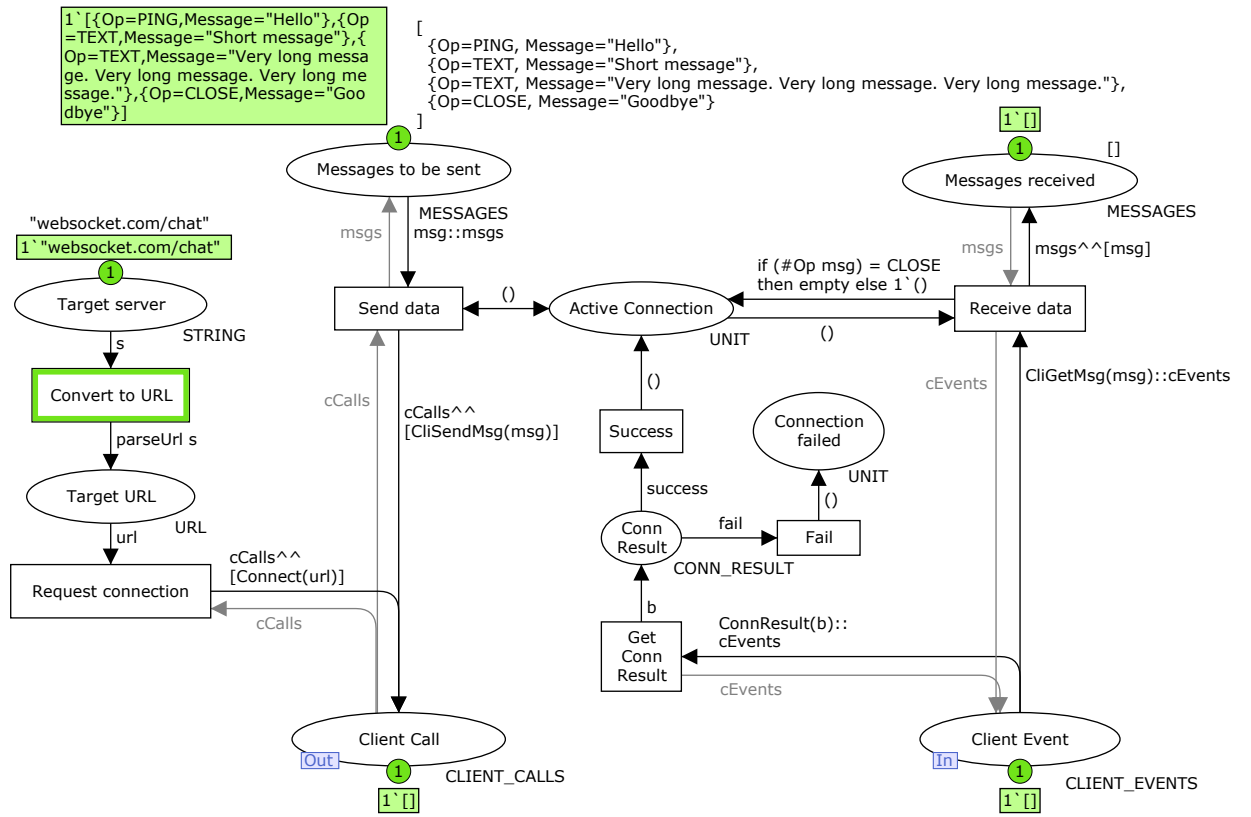 1`[{Op=PING,Message="Hello"},{Op
=TEXT,Message="Short message"},{
Op=TEXT,Message="Very long messa
ge. Very long message. Very long me
ssage."},{Op=CLOSE,Message="Goo
dbye"}]
[
{Op=PING, Message="Hello"},
{Op=TEXT, Message="Short message"},
{Op=TEXT, Message="Very long message. Very long message. Very long message."},
{Op=CLOSE, Message="Goodbye"}
]
1
Messages to be sent
MESSAGES
1`[]
1
[]
Messages received
MESSAGES
"websocket.com/chat"
1`"websocket.com/chat"
1
Target server
STRING
msgs
msg::msgs
msgs
msgs^^[msg]
Send data
()
Active Connection
UNIT
if (#Op msg) = CLOSE
then empty else 1`()
()
Receive data
s
Convert to URL
parseUrl s
Target URL
URL
url
Request connection
cCalls^^
[Connect(url)]
cCalls
cCalls
cCalls^^
[CliSendMsg(msg)]
()
Success
success
Conn
Result
CONN_RESULT
fail
Fail
()
Connection
failed
UNIT
b
Get
Conn
Result
ConnResult(b)::
cEvents
cEvents
cEvents
CliGetMsg(msg)::cEvents
Client Call
Out
CLIENT_CALLS
1
1`[]
Client Event
In
CLIENT_EVENTS
1
1`[]